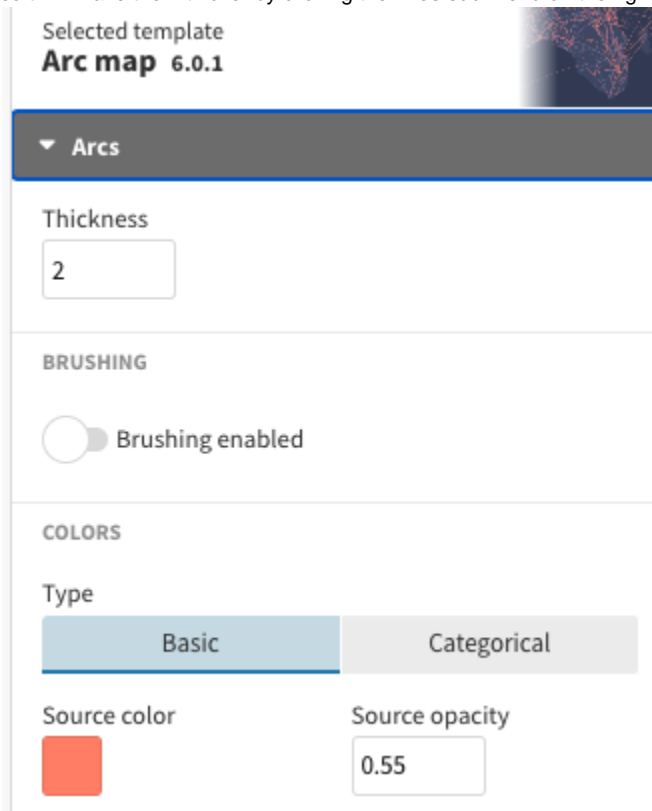 Selected template
Arc map 6.0.1
Arcs
Thickness
2
BRUSHING
Brushing enabled
COLORS
Type
Basic Categorical
Source color Source opacity
0.55